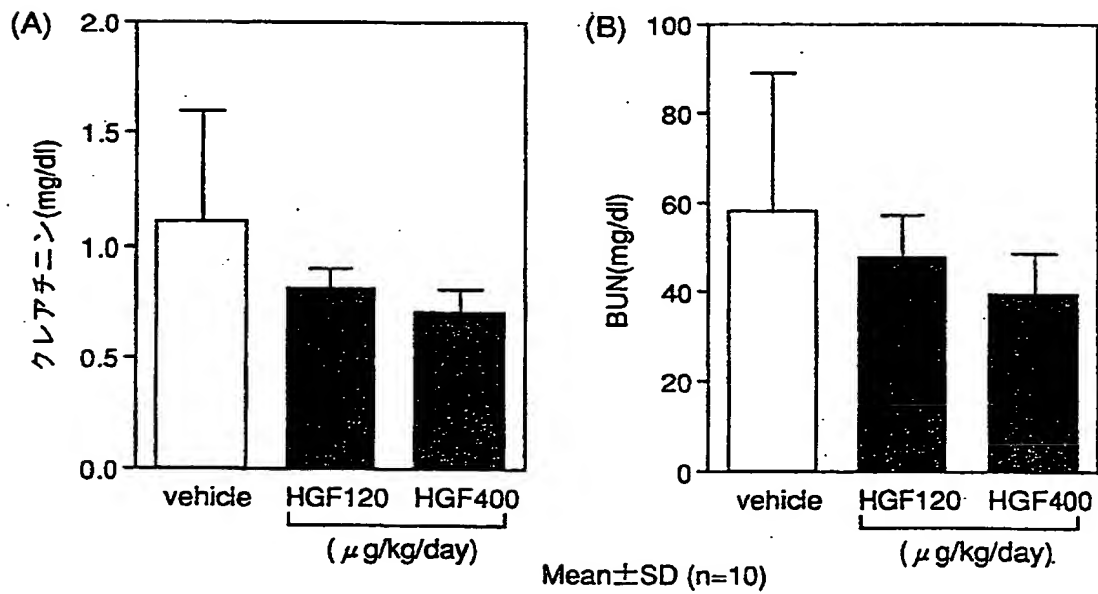 (A)
クレアチニン(mg/dl)
2.0
1.5
1.0
0.5
0.0
vehicle HGF120 HGF400
(μg/kg/day)
(B)
BUN(mg/dl)
100
80
60
40
20
0
vehicle HGF120 HGF400
(μg/kg/day)
Mean±SD (n=10)